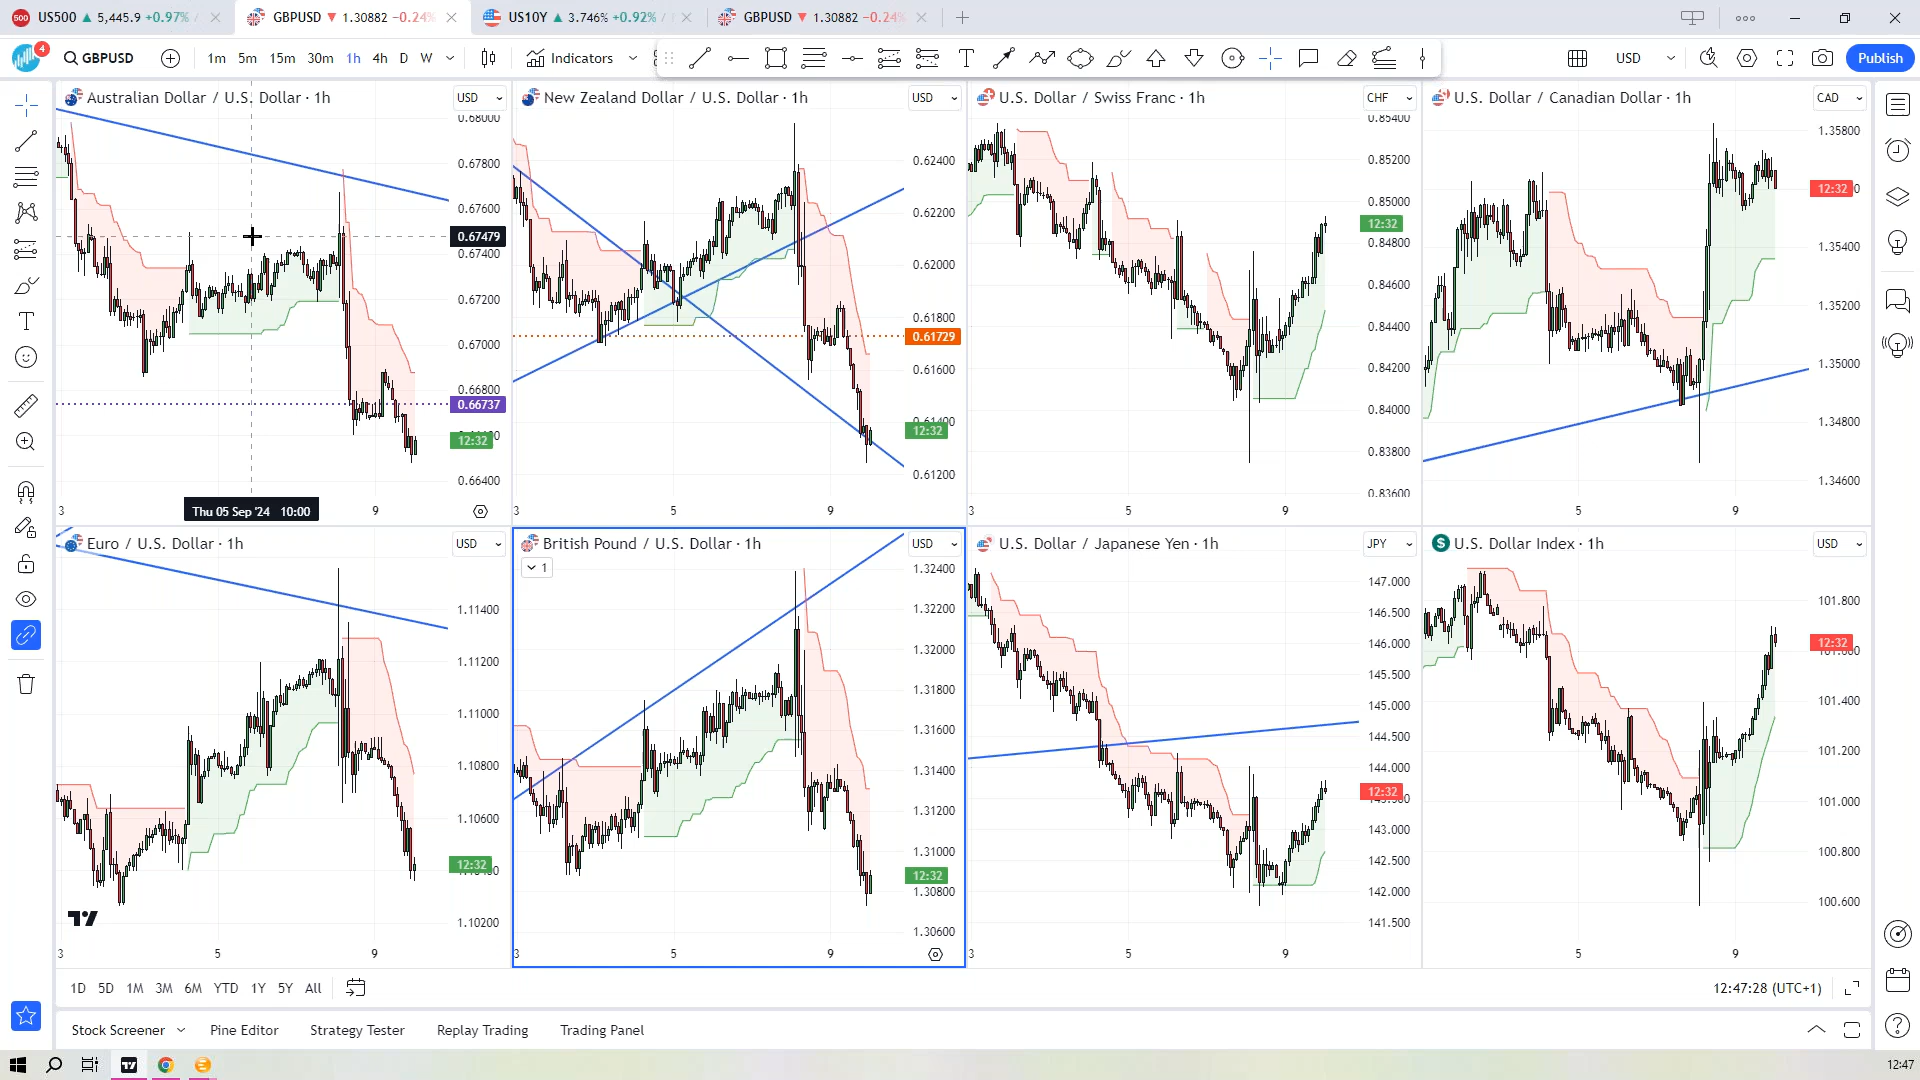 500 US500 ▲ 5,445.9 +0.97% /
GBPUSD ▼ 1.30882 −0.24%
US10Y ▲ 3.746% +0.92% /
GBPUSD ▼ 1.30882 −0.24%
4
GBPUSD
1m 5m 15m 30m 1h 4h D W
Indicators
USD
Publish
Australian Dollar / U.S. Dollar · 1h
USD
0.68000
0.67800
0.67600
0.67479
0.67400
0.67200
0.67000
0.66800
0.66737
12:32
0.66400
3
Thu 05 Sep '24 10:00
9
New Zealand Dollar / U.S. Dollar · 1h
USD
0.62400
0.62200
0.62000
0.61800
0.61729
0.61600
0.61400
12:32
0.61200
3 5 9
U.S. Dollar / Swiss Franc · 1h
CHF
0.85400
0.85200
0.85000
12:32
0.84800
0.84600
0.84400
0.84200
0.84000
0.83800
0.83600
3 5 9
U.S. Dollar / Canadian Dollar · 1h
CAD
1.35800
12:32
1.35400
1.35200
1.35000
1.34800
1.34600
5 9
Euro / U.S. Dollar · 1h
USD
1.11400
1.11200
1.11000
1.10800
1.10600
12:32
1.10200
3 5 9
British Pound / U.S. Dollar · 1h
USD
1
1.32400
1.32200
1.32000
1.31800
1.31600
1.31400
1.31200
1.31000
12:32
1.30800
1.30600
3 5 9
U.S. Dollar / Japanese Yen · 1h
JPY
147.000
146.500
146.000
145.500
145.000
144.500
144.000
12:32
143.000
142.500
142.000
141.500
3 5 9
U.S. Dollar Index · 1h
USD
101.800
12:32
101.400
101.200
101.000
100.800
100.600
5 9
1D 5D 1M 3M 6M YTD 1Y 5Y All
12:47:28 (UTC+1)
Stock Screener
Pine Editor
Strategy Tester
Replay Trading
Trading Panel
12:47